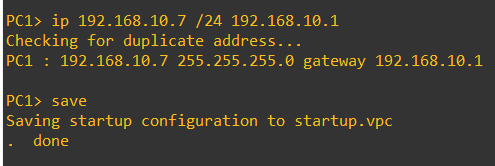 PC1> ip 192.168.10.7 /24 192.168.10.1
Checking for duplicate address...
PC1 : 192.168.10.7 255.255.255.0 gateway 192.168.10.1
PC1> save
Saving startup configuration to startup.vpc
.  done